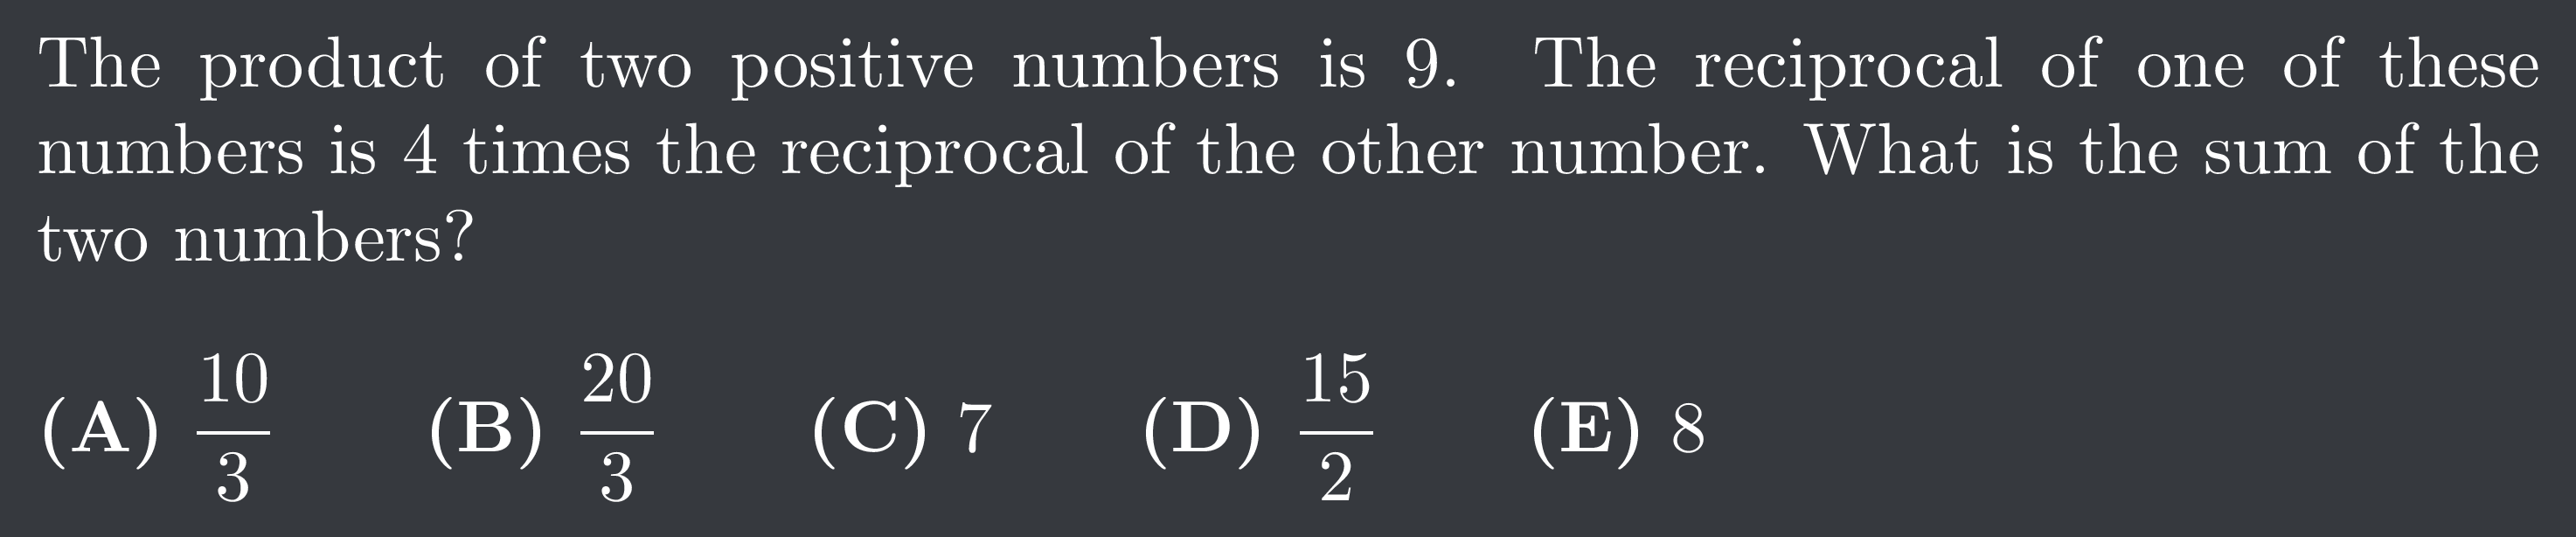 The product of two positive numbers is 9. The reciprocal of one of these
numbers is 4 times the reciprocal of the other number. What is the sum of the
two numbers?
(A) 10/3 (B) 20/3 (C) 7 (D) 15/2 (E) 8